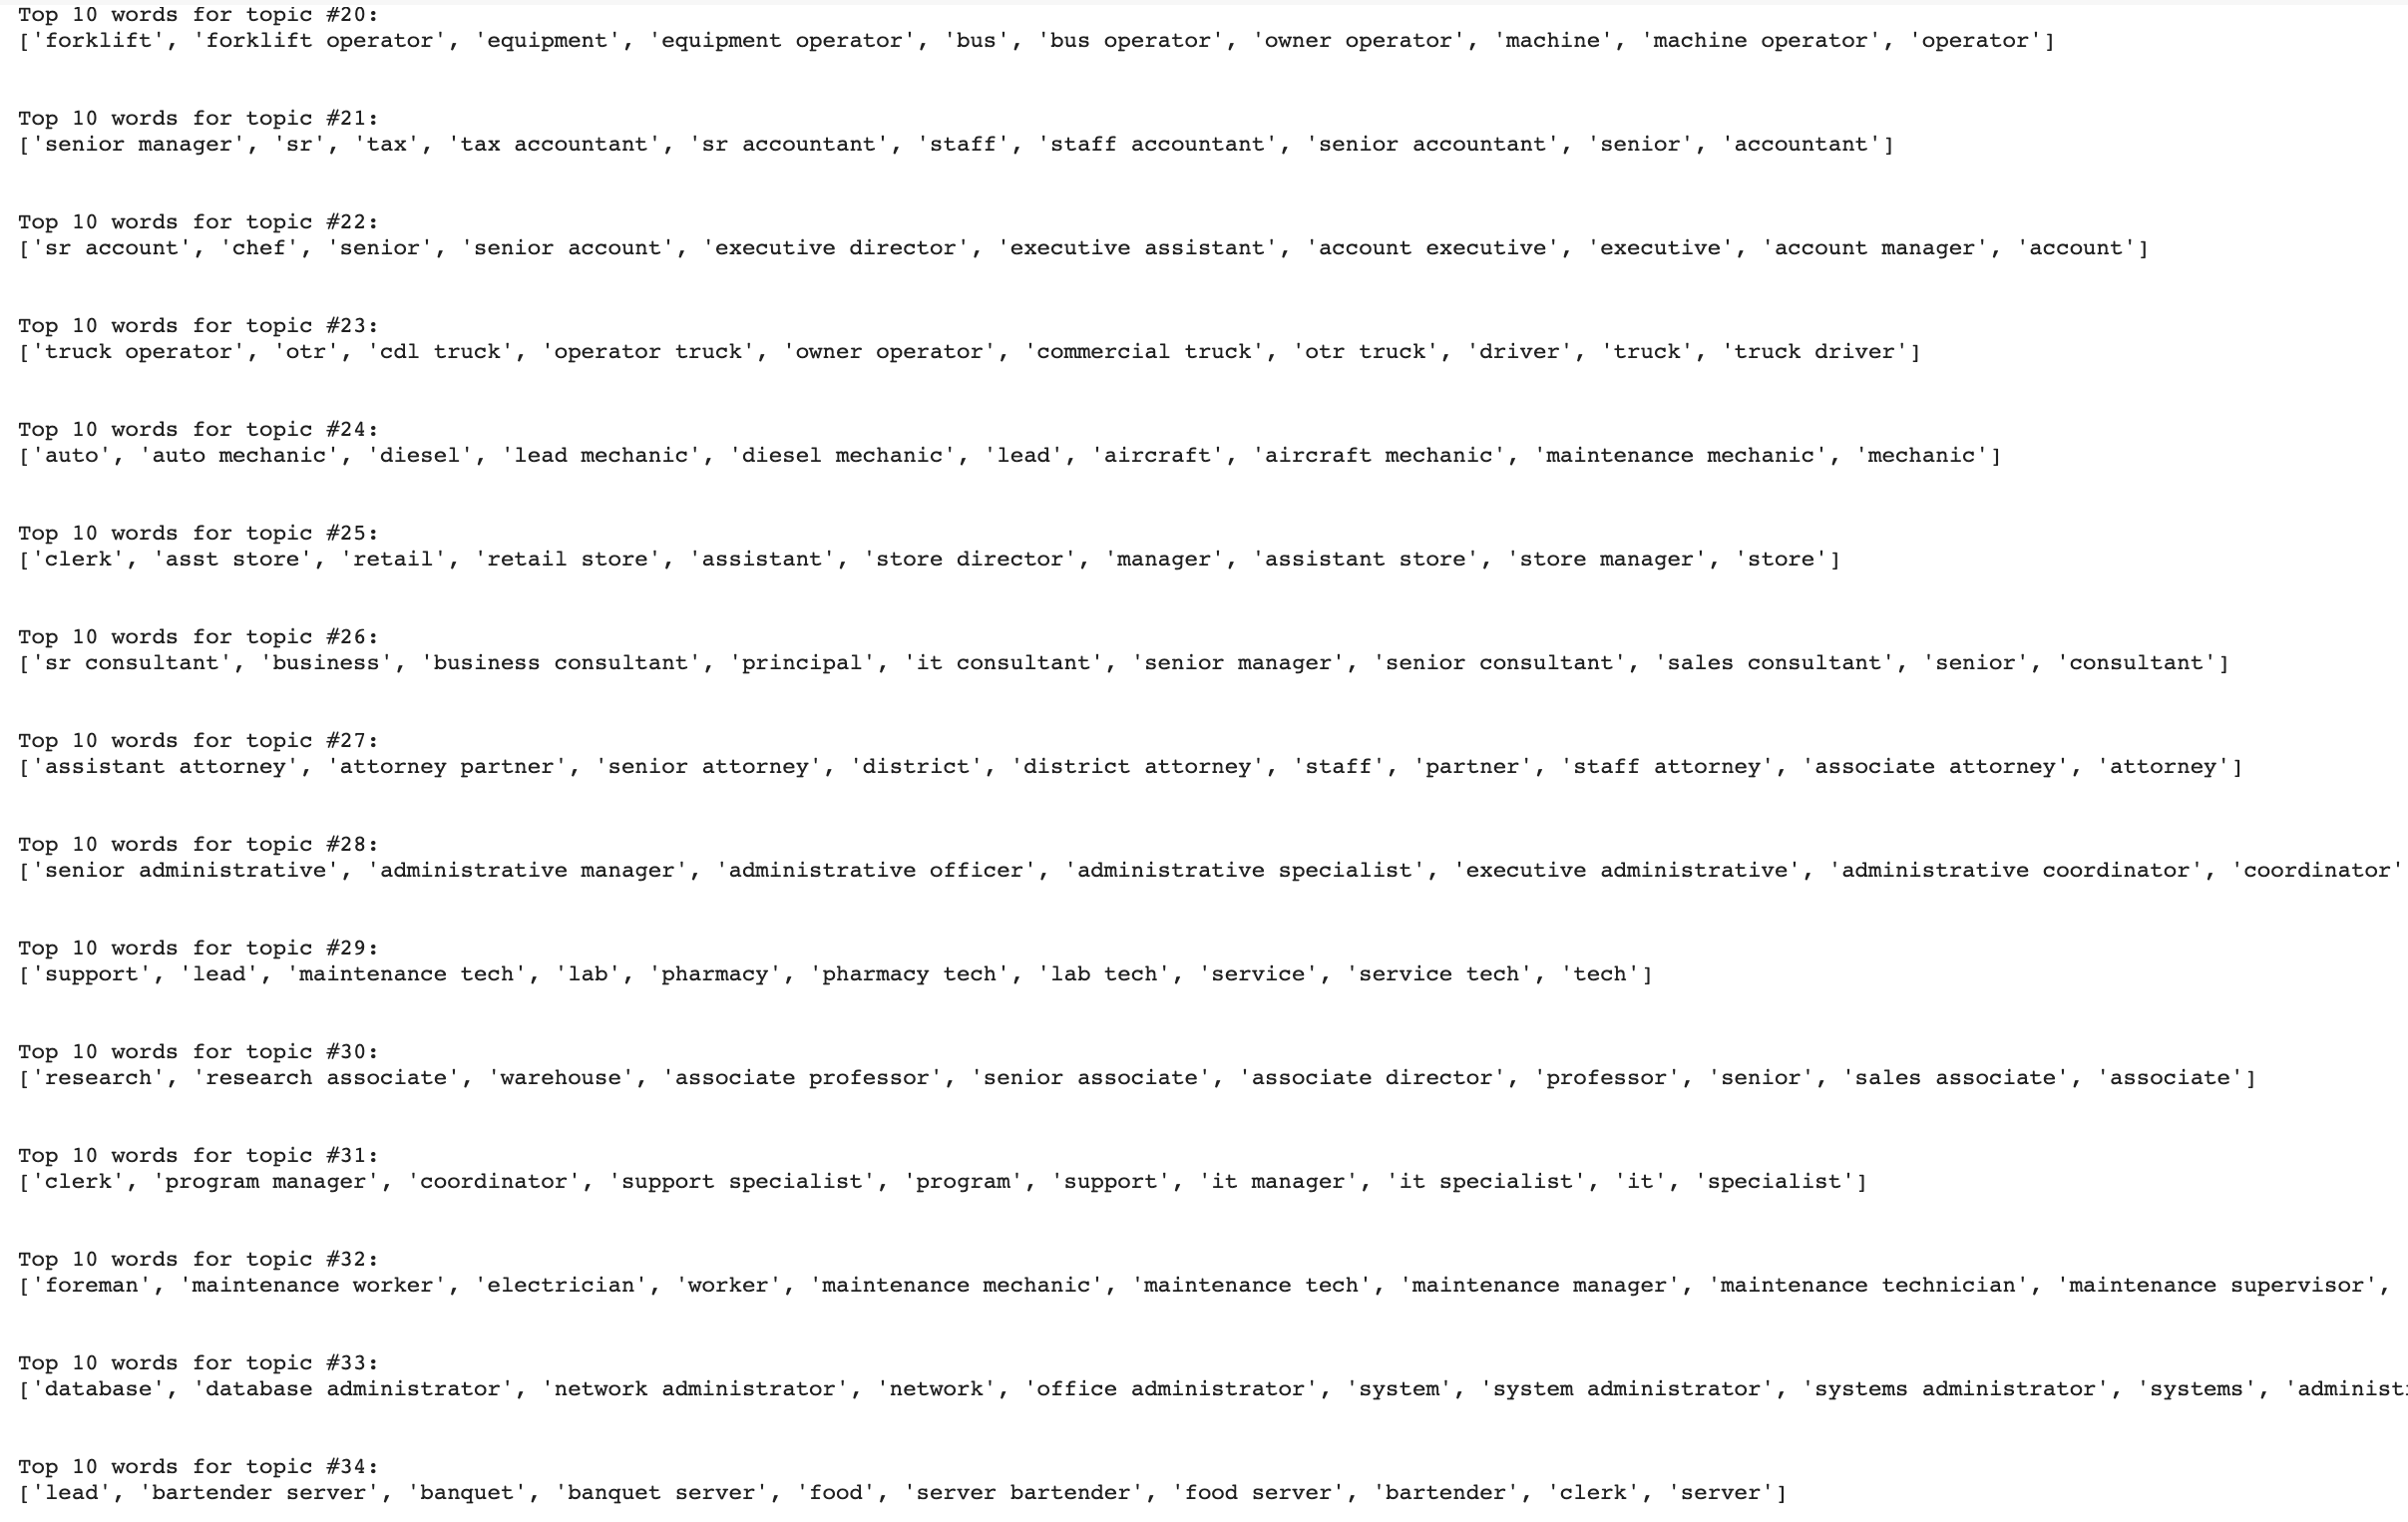 Top 10 words for topic #20:
['forklift', 'forklift operator', 'equipment', 'equipment operator', 'bus', 'bus operator', 'owner operator', 'machine', 'machine operator', 'operator']
Top 10 words for topic #21:
['senior manager', 'sr', 'tax', 'tax accountant', 'sr accountant', 'staff', 'staff accountant', 'senior accountant', 'senior', 'accountant']
Top 10 words for topic #22:
['sr account', 'chef', 'senior', 'senior account', 'executive director', 'executive assistant', 'account executive', 'executive', 'account manager', 'account']
Top 10 words for topic #23:
['truck operator', 'otr', 'cdl truck', 'operator truck', 'owner operator', 'commercial truck', 'otr truck', 'driver', 'truck', 'truck driver']
Top 10 words for topic #24:
['auto', 'auto mechanic', 'diesel', 'lead mechanic', 'diesel mechanic', 'lead', 'aircraft', 'aircraft mechanic', 'maintenance mechanic', 'mechanic']
Top 10 words for topic #25:
['clerk', 'asst store', 'retail', 'retail store', 'assistant', 'store director', 'manager', 'assistant store', 'store manager', 'store']
Top 10 words for topic #26:
['sr consultant', 'business', 'business consultant', 'principal', 'it consultant', 'senior manager', 'senior consultant', 'sales consultant', 'senior', 'consultant']
Top 10 words for topic #27:
['assistant attorney', 'attorney partner', 'senior attorney', 'district', 'district attorney', 'staff', 'partner', 'staff attorney', 'associate attorney', 'attorney']
Top 10 words for topic #28:
['senior administrative', 'administrative manager', 'administrative officer', 'administrative specialist', 'executive administrative', 'administrative coordinator', 'coordinator'
Top 10 words for topic #29:
['support', 'lead', 'maintenance tech', 'lab', 'pharmacy', 'pharmacy tech', 'lab tech', 'service', 'service tech', 'tech']
Top 10 words for topic #30:
['research', 'research associate', 'warehouse', 'associate professor', 'senior associate', 'associate director', 'professor', 'senior', 'sales associate', 'associate']
Top 10 words for topic #31:
['clerk', 'program manager', 'coordinator', 'support specialist', 'program', 'support', 'it manager', 'it specialist', 'it', 'specialist']
Top 10 words for topic #32:
['foreman', 'maintenance worker', 'electrician', 'worker', 'maintenance mechanic', 'maintenance tech', 'maintenance manager', 'maintenance technician', 'maintenance supervisor',
Top 10 words for topic #33:
['database', 'database administrator', 'network administrator', 'network', 'office administrator', 'system', 'system administrator', 'systems administrator', 'systems', 'administ
Top 10 words for topic #34:
['lead', 'bartender server', 'banquet', 'banquet server', 'food', 'server bartender', 'food server', 'bartender', 'clerk', 'server']